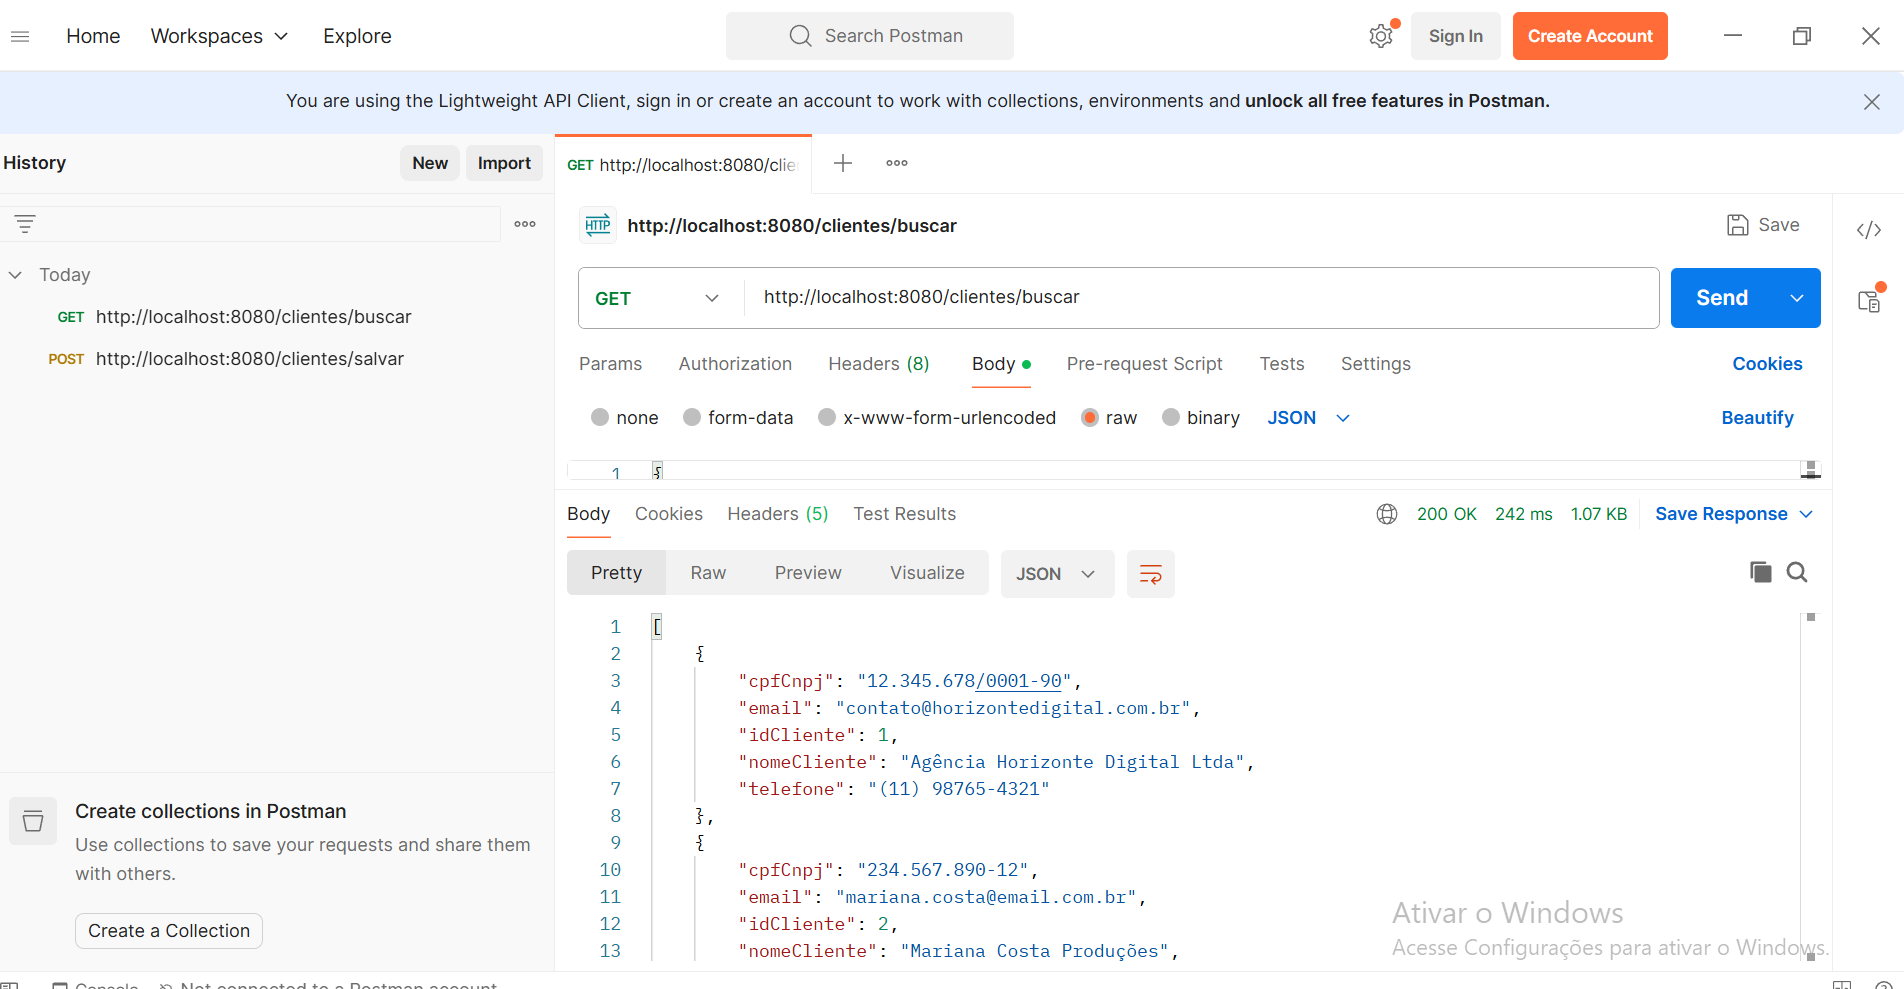 Home Workspaces Explore Search Postman Sign In Create Account
You are using the Lightweight API Client, sign in or create an account to work with collections, environments and unlock all free features in Postman.
History New Import
GET http://localhost:8080/clie
http://localhost:8080/clientes/buscar Save
Today
GET http://localhost:8080/clientes/buscar
POST http://localhost:8080/clientes/salvar
GET http://localhost:8080/clientes/buscar Send
Params Authorization Headers (8) Body Pre-request Script Tests Settings Cookies
none form-data x-www-form-urlencoded raw binary JSON Beautify
1 {
Body Cookies Headers (5) Test Results 200 OK 242 ms 1.07 KB Save Response
Pretty Raw Preview Visualize JSON
1 [
2 {
3 "cpfCnpj": "12.345.678/0001-90",
4 "email": "contato@horizontedigital.com.br",
5 "idCliente": 1,
6 "nomeCliente": "Agência Horizonte Digital Ltda",
7 "telefone": "(11) 98765-4321"
8 },
9 {
10 "cpfCnpj": "234.567.890-12",
11 "email": "mariana.costa@email.com.br",
12 "idCliente": 2,
13 "nomeCliente": "Mariana Costa Produções",
Create collections in Postman
Use collections to save your requests and share them
with others.
Create a Collection
Ativar o Windows
Acesse Configurações para ativar o Windows.
Console Not connected to a Postman account